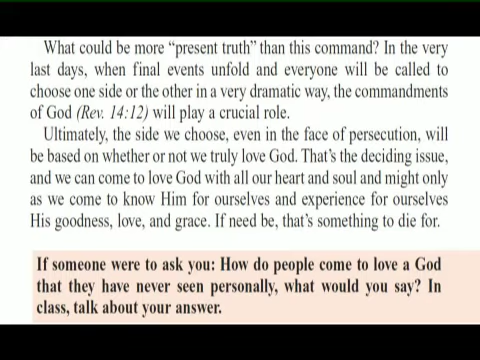 What could be more “present truth” than this command? In the very
last days, when final events unfold and everyone will be called to
choose one side or the other in a very dramatic way, the commandments
of God (Rev. 14:12) will play a crucial role.
Ultimately, the side we choose, even in the face of persecution, will
be based on whether or not we truly love God. That’s the deciding issue,
and we can come to love God with all our heart and soul and might only
as we come to know Him for ourselves and experience for ourselves
His goodness, love, and grace. If need be, that’s something to die for.
If someone were to ask you: How do people come to love a God
that they have never seen personally, what would you say? In
class, talk about your answer.